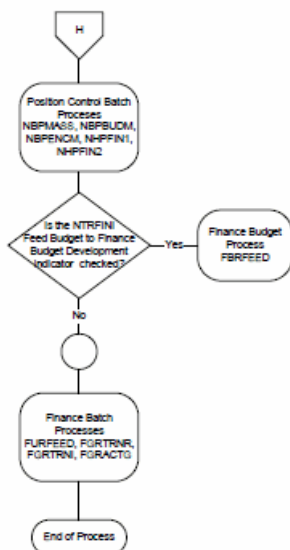 H
Position Control Batch
Proceses
NBPMASS, NBPBUDM,
NBPENCM, NHPFIN1,
NHPFIN2
Is the NTRFINI
Feed Budget to Finance
Budget Development
Indicator checked?
Yes
Finance Budget
Process
FBRFEED
No
Finance Batch
Processes
FURFEED, FGRTRNR,
FGRTRNI, FGRACTG
End of Process